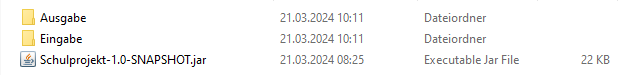 Ausgabe 21.03.2024 10:11 Dateiordner
Eingabe 21.03.2024 10:11 Dateiordner
Schulprojekt-1.0-SNAPSHOT.jar 21.03.2024 08:25 Executable Jar File 22 KB